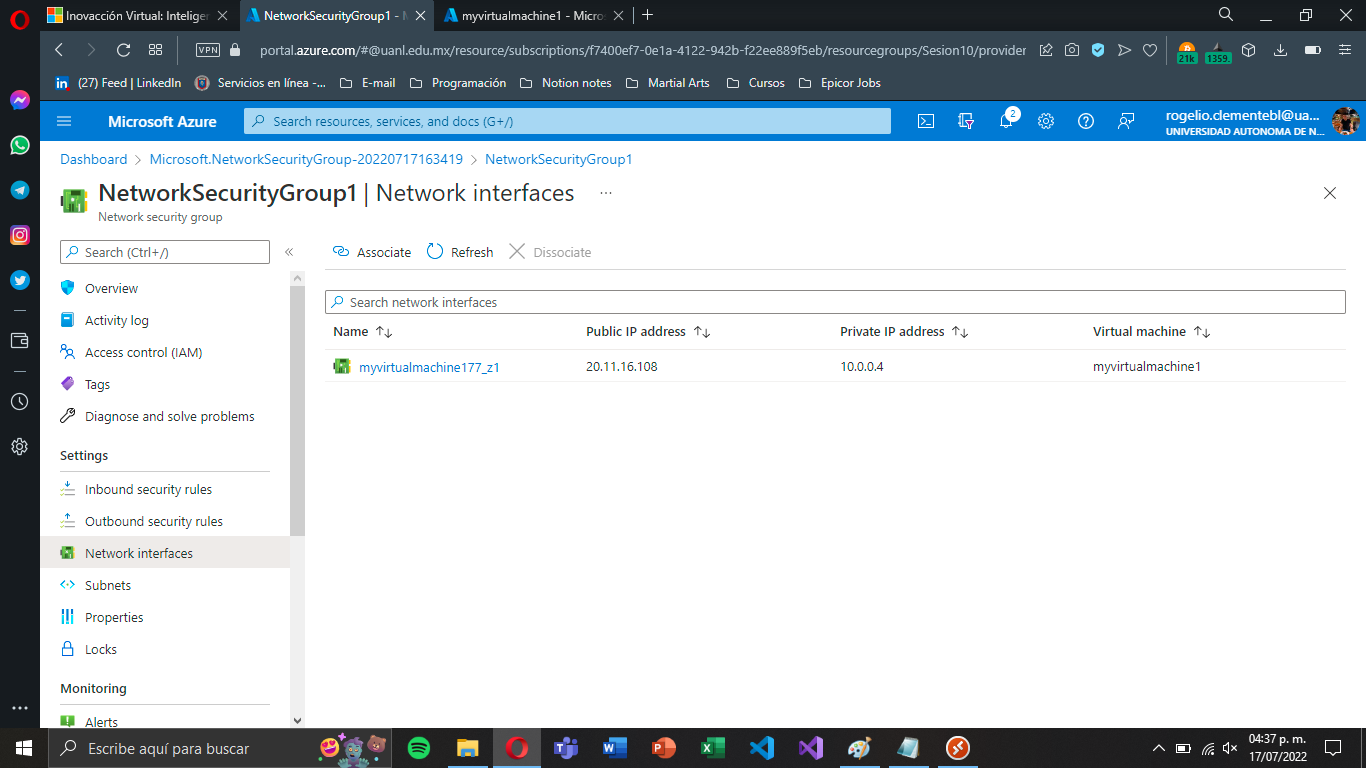 Inovacción Virtual: Inteliger
NetworkSecurityGroup1 - M
myvirtualmachine1 - Micros
VPN
portal.azure.com/#@uanl.edu.mx/resource/subscriptions/f7400ef7-0e1a-4122-942b-f22ee889f5eb/resourcegroups/Sesion10/provider
21k
1359.
in (27) Feed | LinkedIn
Servicios en línea -...
E-mail
Programación
Notion notes
Martial Arts
Cursos
Epicor Jobs
Microsoft Azure
Search resources, services, and docs (G+/)
2
rogelio.dementebl@ua...
UNIVERSIDAD AUTONOMA DE N...
Dashboard > Microsoft.NetworkSecurityGroup-20220717163419 > NetworkSecurityGroup1
NetworkSecurityGroup1 | Network interfaces ...
Network security group
Search (Ctrl+/)
«
Associate
Refresh
Dissociate
Overview
Activity log
Access control (IAM)
Tags
Diagnose and solve problems
Settings
Inbound security rules
Outbound security rules
Network interfaces
Subnets
Properties
Locks
Monitoring
Alerts
Search network interfaces
Name ↑↓ Public IP address ↑↓ Private IP address ↑↓ Virtual machine ↑↓
myvirtualmachine177_z1 20.11.16.108 10.0.0.4 myvirtualmachine1
Escribe aquí para buscar
04:37 p. m.
17/07/2022